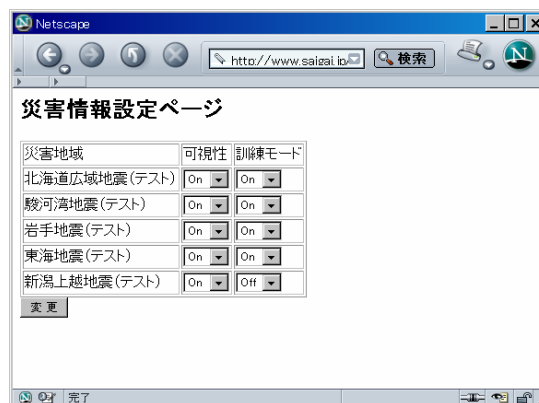 Netscape
http://www.saigai.jp/
検索
災害情報設定ページ
災害地域 可視性 訓練モード
北海道広域地震(テスト) On On
駿河湾地震(テスト) On On
岩手地震(テスト) On On
東海地震(テスト) On On
新潟上越地震(テスト) On Off
変更
完了